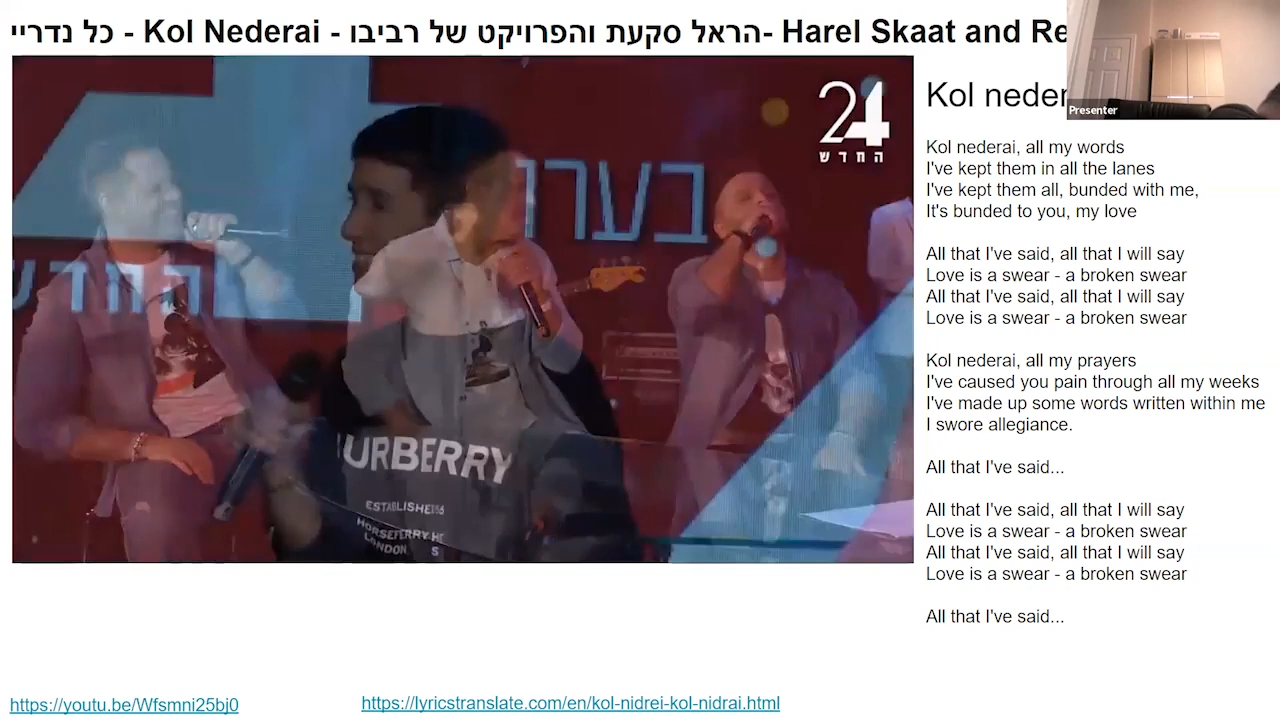 כל נדריי - Kol Nederai - הראל סקעת והפרויקט של רביבו- Harel Skaat and Re
Presenter
24
החדש
בערו
החדש
URBERRY
ESTABLISHE
HORSEFERRY
LONDON
S
Kol neder
Kol nederai, all my words
I've kept them in all the lanes
I've kept them all, bunded with me,
It's bunded to you, my love
All that I've said, all that I will say
Love is a swear - a broken swear
All that I've said, all that I will say
Love is a swear - a broken swear
Kol nederai, all my prayers
I've caused you pain through all my weeks
I've made up some words written within me
I swore allegiance.
All that I've said...
All that I've said, all that I will say
Love is a swear - a broken swear
All that I've said, all that I will say
Love is a swear - a broken swear
All that I've said...
https://youtu.be/Wfsmni25bj0
https://lyricstranslate.com/en/kol-nidrei-kol-nidrai.html